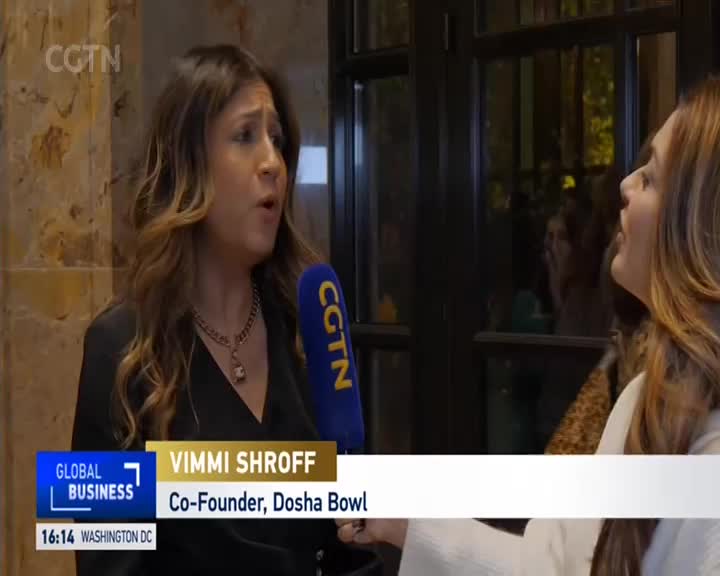 CGTN
CGTN
VIMMI SHROFF
GLOBAL
BUSINESS
Co-Founder, Dosha Bowl
16:14 WASHINGTON DC